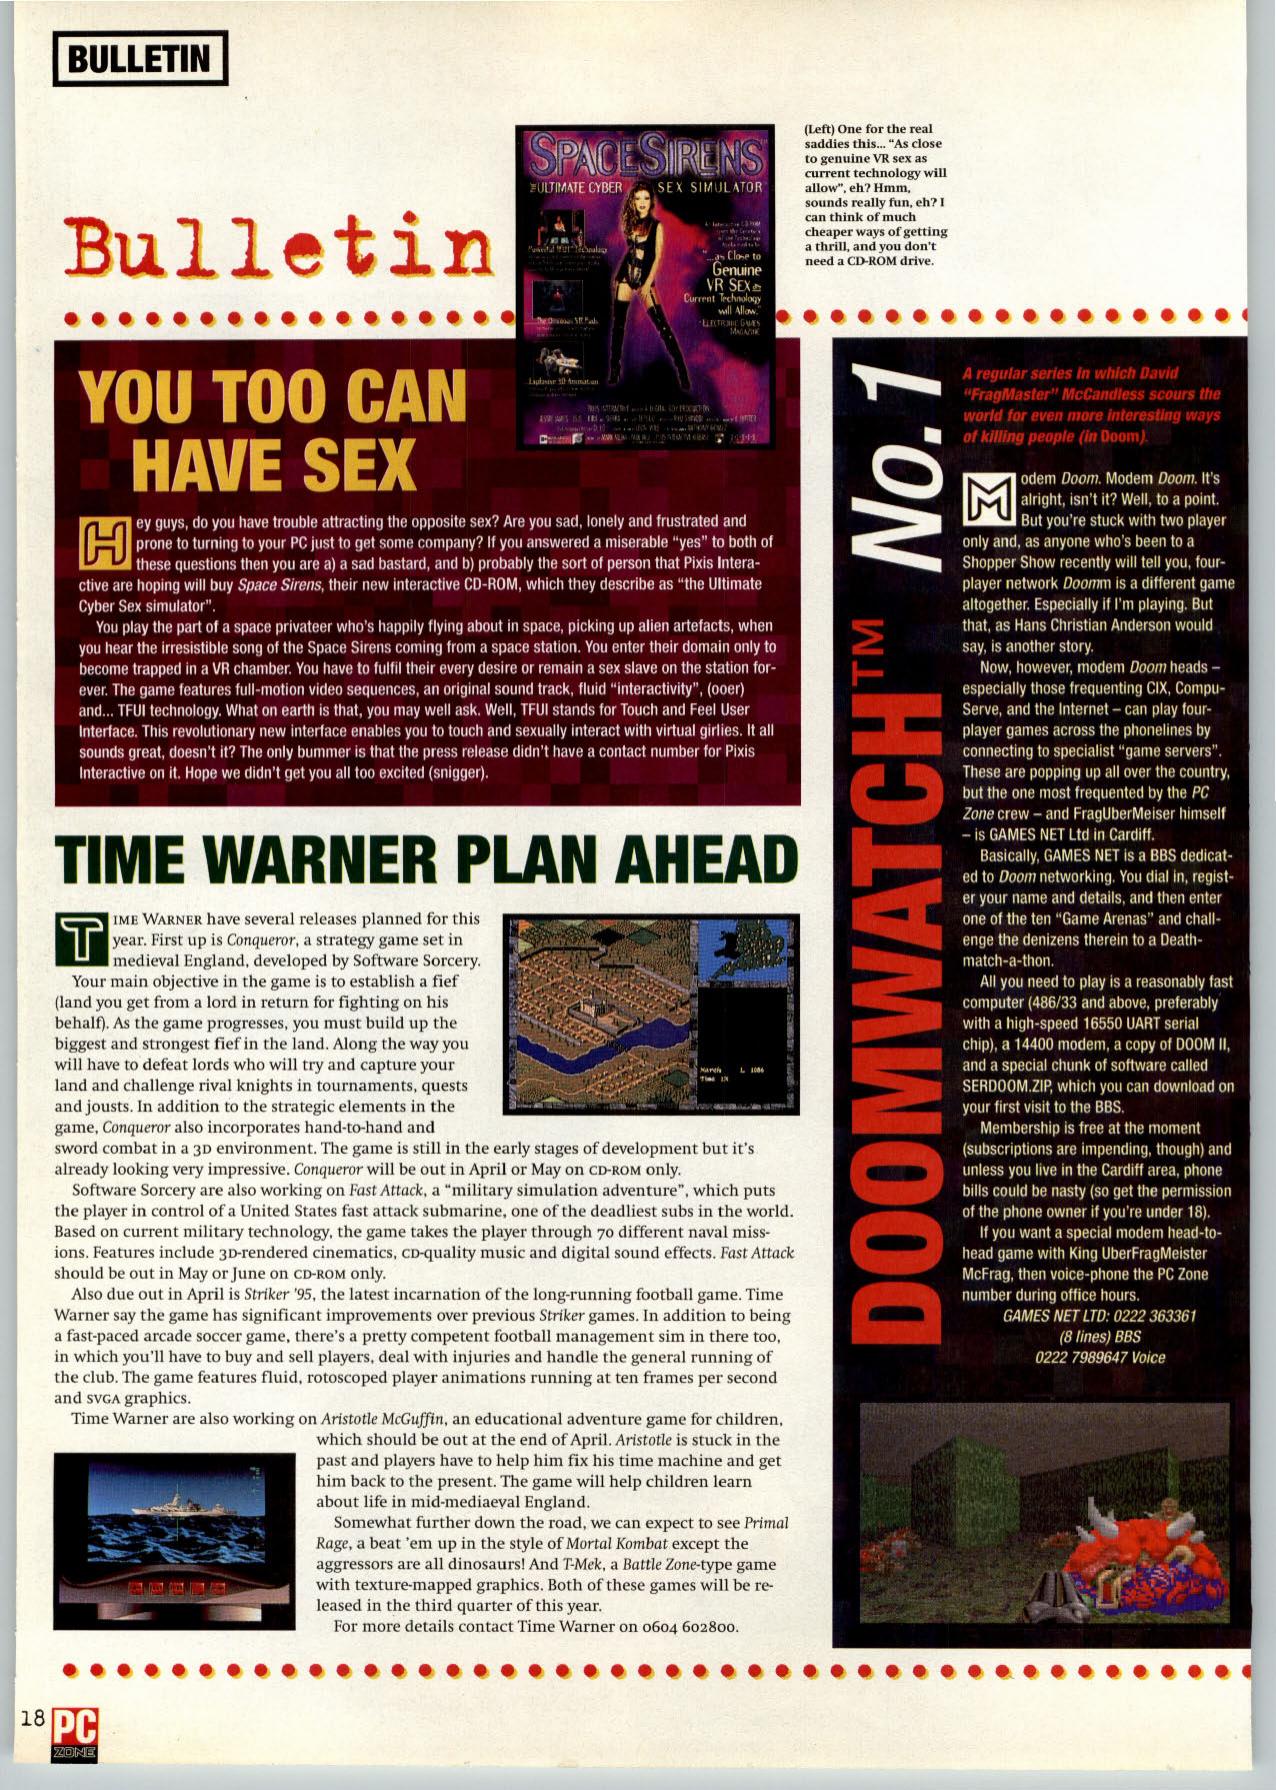 BULLETIN
Bulletin
SPACESIRENS
THE ULTIMATE CYBER SEX SIMULATOR
Powerful TFUI Technology
"...as Close to
Genuine
VR SEX as
Current Technology
will Allow."
ELECTRONIC GAMES
MAGAZINE
Explosive 3D Animation
(Left) One for the real
saddies this... "As close
to genuine VR sex as
current technology will
allow", eh? Hmm,
sounds really fun, eh? I
can think of much
cheaper ways of getting
a thrill, and you don't
need a CD-ROM drive.
YOU TOO CAN
HAVE SEX
Hey guys, do you have trouble attracting the opposite sex? Are you sad, lonely and frustrated and
prone to turning to your PC just to get some company? If you answered a miserable "yes" to both of
these questions then you are a) a sad bastard, and b) probably the sort of person that Pixis Intera-
ctive are hoping will buy Space Sirens, their new interactive CD-ROM, which they describe as "the Ultimate
Cyber Sex simulator".
You play the part of a space privateer who's happily flying about in space, picking up alien artefacts, when
you hear the irresistible song of the Space Sirens coming from a space station. You enter their domain only to
become trapped in a VR chamber. You have to fulfil their every desire or remain a sex slave on the station for-
ever. The game features full-motion video sequences, an original sound track, fluid "interactivity", (ooer)
and... TFUI technology. What on earth is that, you may well ask. Well, TFUI stands for Touch and Feel User
Interface. This revolutionary new interface enables you to touch and sexually interact with virtual girlies. It all
sounds great, doesn't it? The only bummer is that the press release didn't have a contact number for Pixis
Interactive on it. Hope we didn't get you all too excited (snigger).
TIME WARNER PLAN AHEAD
TIME WARNER have several releases planned for this
year. First up is Conqueror, a strategy game set in
medieval England, developed by Software Sorcery.
Your main objective in the game is to establish a fief
(land you get from a lord in return for fighting on his
behalf). As the game progresses, you must build up the
biggest and strongest fief in the land. Along the way you
will have to defeat lords who will try and capture your
land and challenge rival knights in tournaments, quests
and jousts. In addition to the strategic elements in the
game, Conqueror also incorporates hand-to-hand and
sword combat in a 3D environment. The game is still in the early stages of development but it's
already looking very impressive. Conqueror will be out in April or May on CD-ROM only.
Software Sorcery are also working on Fast Attack, a "military simulation adventure", which puts
the player in control of a United States fast attack submarine, one of the deadliest subs in the world.
Based on current military technology, the game takes the player through 70 different naval miss-
ions. Features include 3D-rendered cinematics, CD-quality music and digital sound effects. Fast Attack
should be out in May or June on CD-ROM only.
Also due out in April is Striker '95, the latest incarnation of the long-running football game. Time
Warner say the game has significant improvements over previous Striker games. In addition to being
a fast-paced arcade soccer game, there's a pretty competent football management sim in there too,
in which you'll have to buy and sell players, deal with injuries and handle the general running of
the club. The game features fluid, rotoscoped player animations running at ten frames per second
and SVGA graphics.
Time Warner are also working on Aristotle McGuffin, an educational adventure game for children,
which should be out at the end of April. Aristotle is stuck in the
past and players have to help him fix his time machine and get
him back to the present. The game will help children learn
about life in mid-mediaeval England.
Somewhat further down the road, we can expect to see Primal
Rage, a beat 'em up in the style of Mortal Kombat except the
aggressors are all dinosaurs! And T-Mek, a Battle Zone-type game
with texture-mapped graphics. Both of these games will be re-
leased in the third quarter of this year.
For more details contact Time Warner on 0604 602800.
March 1, 1086
DOOMWATCH™ No.1
A regular series in which David
"FragMaster" McCandless scours the
world for even more interesting ways
of killing people (in Doom).
Modem Doom. Modem Doom. It's
alright, isn't it? Well, to a point.
But you're stuck with two player
only and, as anyone who's been to a
Shopper Show recently will tell you, four-
player network Doomm is a different game
altogether. Especially if I'm playing. But
that, as Hans Christian Anderson would
say, is another story.
Now, however, modem Doom heads –
especially those frequenting CIX, Compu-
Serve, and the Internet – can play four-
player games across the phonelines by
connecting to specialist "game servers".
These are popping up all over the country,
but the one most frequented by the PC
Zone crew – and FragUberMeiser himself
– is GAMES NET Ltd in Cardiff.
Basically, GAMES NET is a BBS dedicat-
ed to Doom networking. You dial in, regist-
er your name and details, and then enter
one of the ten "Game Arenas" and chall-
enge the denizens therein to a Death-
match-a-thon.
All you need to play is a reasonably fast
computer (486/33 and above, preferably
with a high-speed 16550 UART serial
chip), a 14400 modem, a copy of DOOM II,
and a special chunk of software called
SERDOOM.ZIP, which you can download on
your first visit to the BBS.
Membership is free at the moment
(subscriptions are impending, though) and
unless you live in the Cardiff area, phone
bills could be nasty (so get the permission
of the phone owner if you're under 18).
If you want a special modem head-to-
head game with King UberFragMeister
McFrag, then voice-phone the PC Zone
number during office hours.
GAMES NET LTD: 0222 363361
(8 lines) BBS
0222 7989647 Voice
18 PC
ZONE